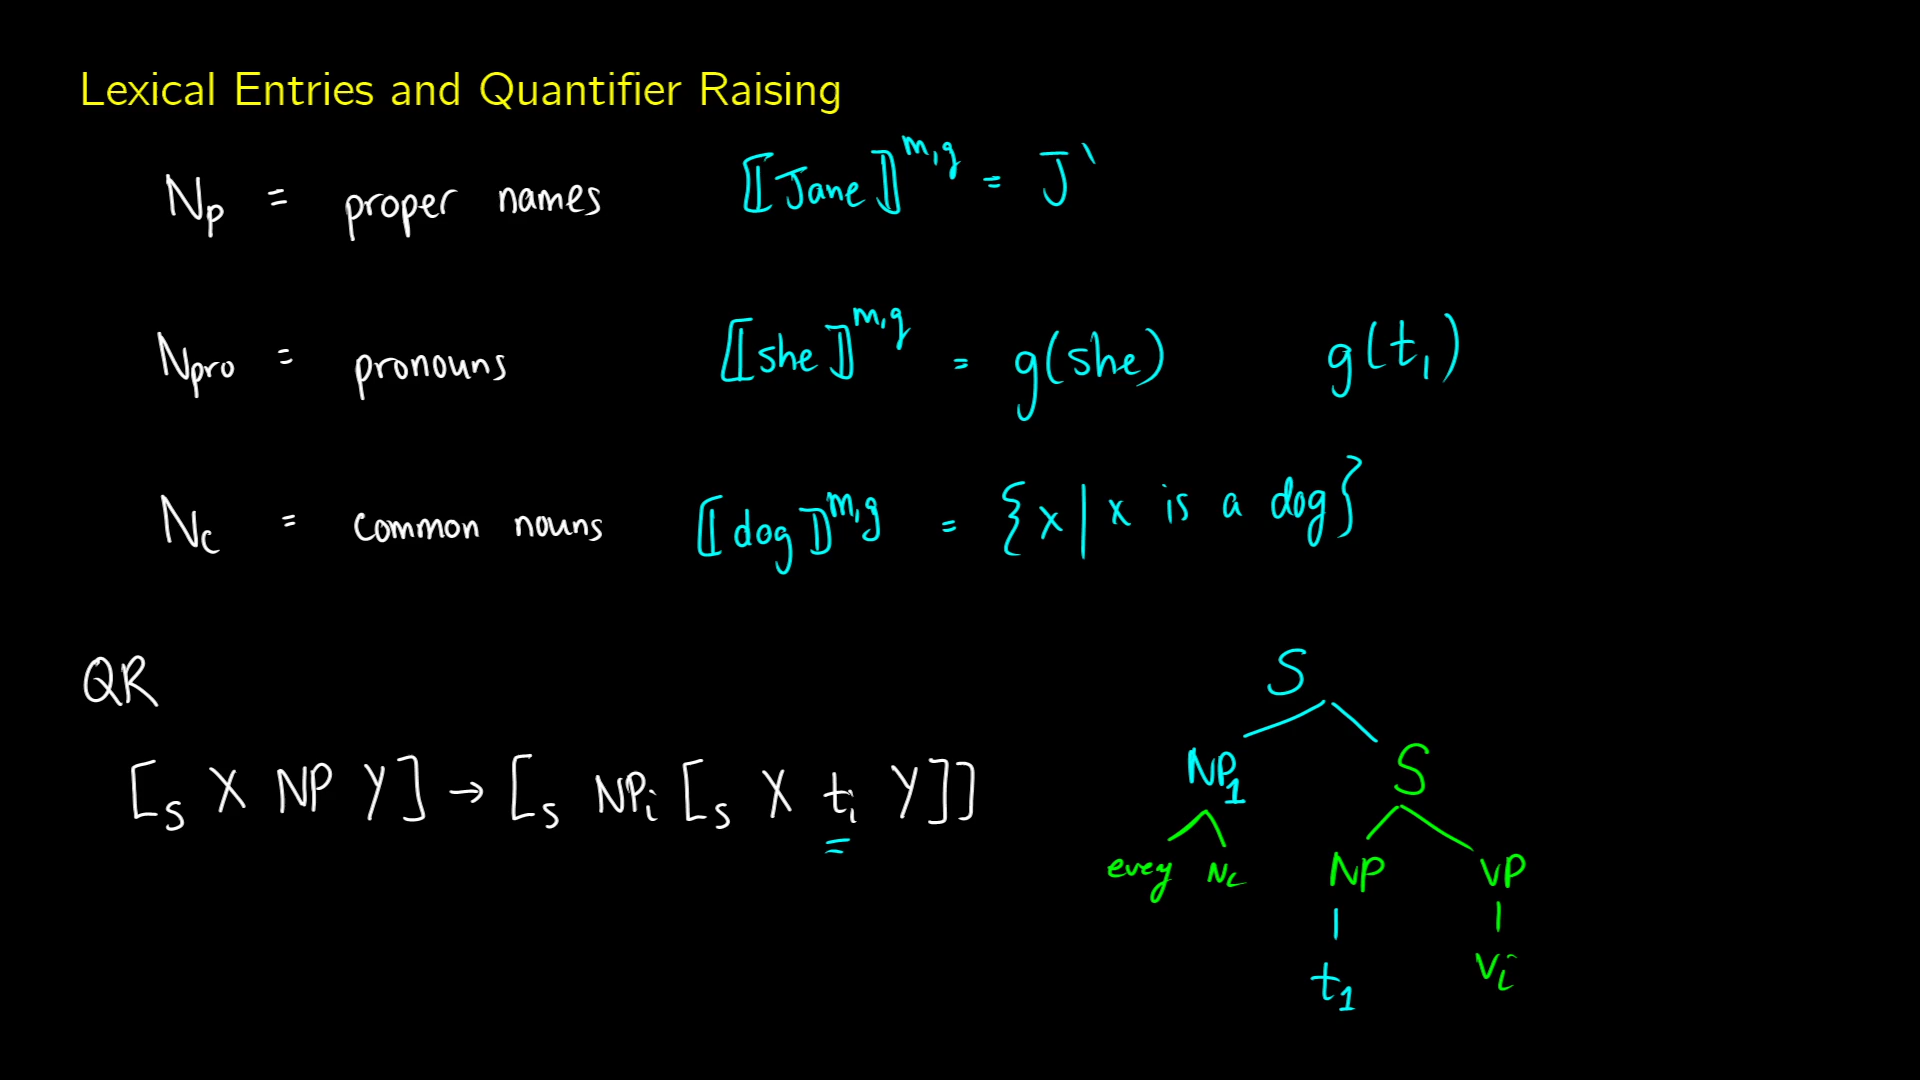 Lexical Entries and Quantifier Raising
Np = proper names ⟦Jane⟧^m,g = J'
Npro = pronouns ⟦she⟧^m,g = g(she) g(t₁)
Nc = common nouns ⟦dog⟧^m,g = {x | x is a dog}
QR
[s X NP Y] → [s NPi [s X ti Y]]
S
NP₁ S
evey Nc NP VP
t₁ Vi